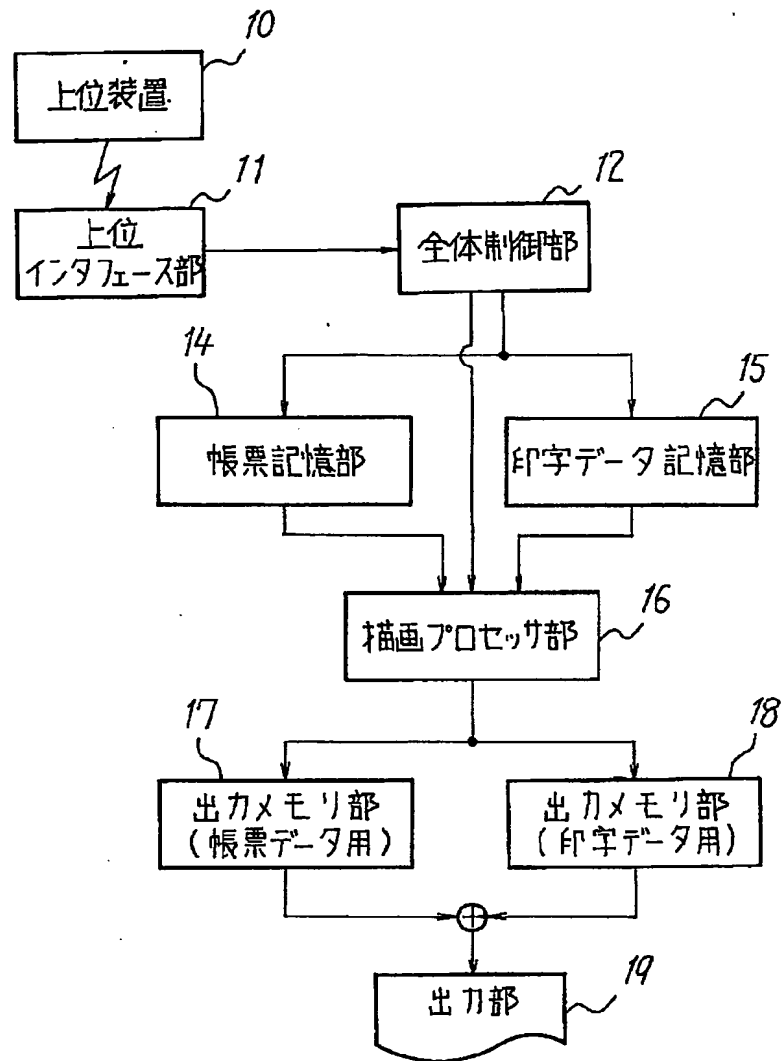 10
上位装置
11
上位
インタフェース部
12
全体制御部
14
帳票記憶部
15
印字データ記憶部
描画プロセッサ部
16
17
出力メモリ部
(帳票データ用)
18
出力メモリ部
(印字データ用)
出力部
19